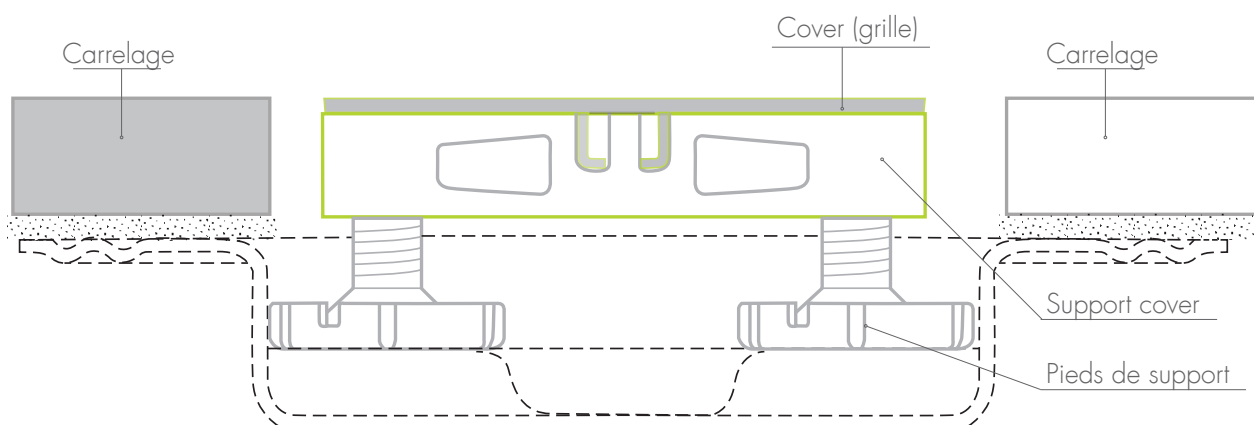 Cover (grille)
Carrelage
Carrelage
Support cover
Pieds de support